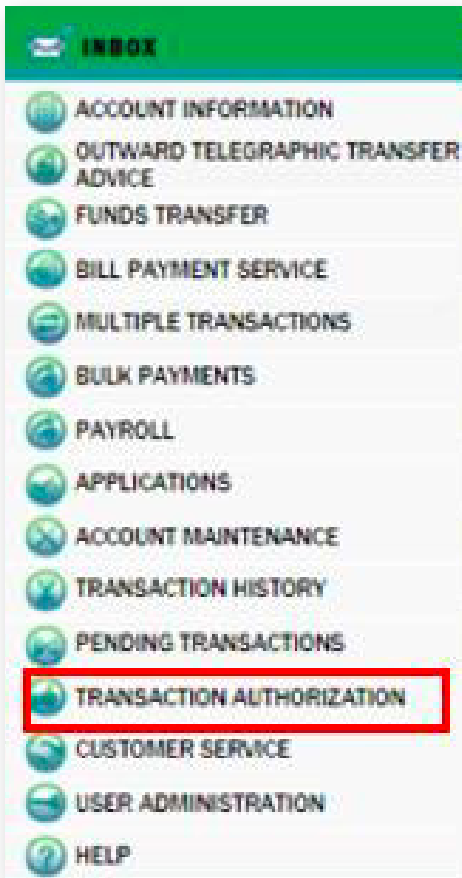 INBOX
ACCOUNT INFORMATION
OUTWARD TELEGRAPHIC TRANSFER
ADVICE
FUNDS TRANSFER
BILL PAYMENT SERVICE
MULTIPLE TRANSACTIONS
BULK PAYMENTS
PAYROLL
APPLICATIONS
ACCOUNT MAINTENANCE
TRANSACTION HISTORY
PENDING TRANSACTIONS
TRANSACTION AUTHORIZATION
CUSTOMER SERVICE
USER ADMINISTRATION
HELP